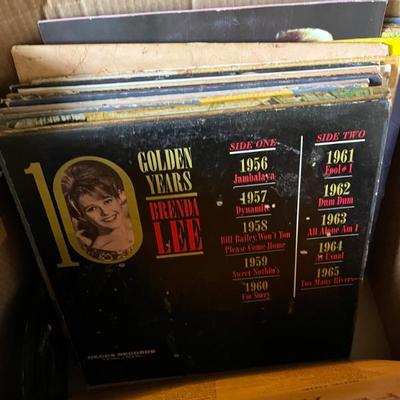 10
GOLDEN
YEARS
BRENDA
LEE
SIDE ONE
1956
Jambalaya
1957
Dynamite
1958
Bill Bailey, Won't You
Please Come Home
1959
Sweet Nothin's
1960
I'm Sorry
SIDE TWO
1961
Fool #1
1962
Dum Dum
1963
All Alone Am I
1964
As Usual
1965
Too Many Rivers
DECCA RECORDS